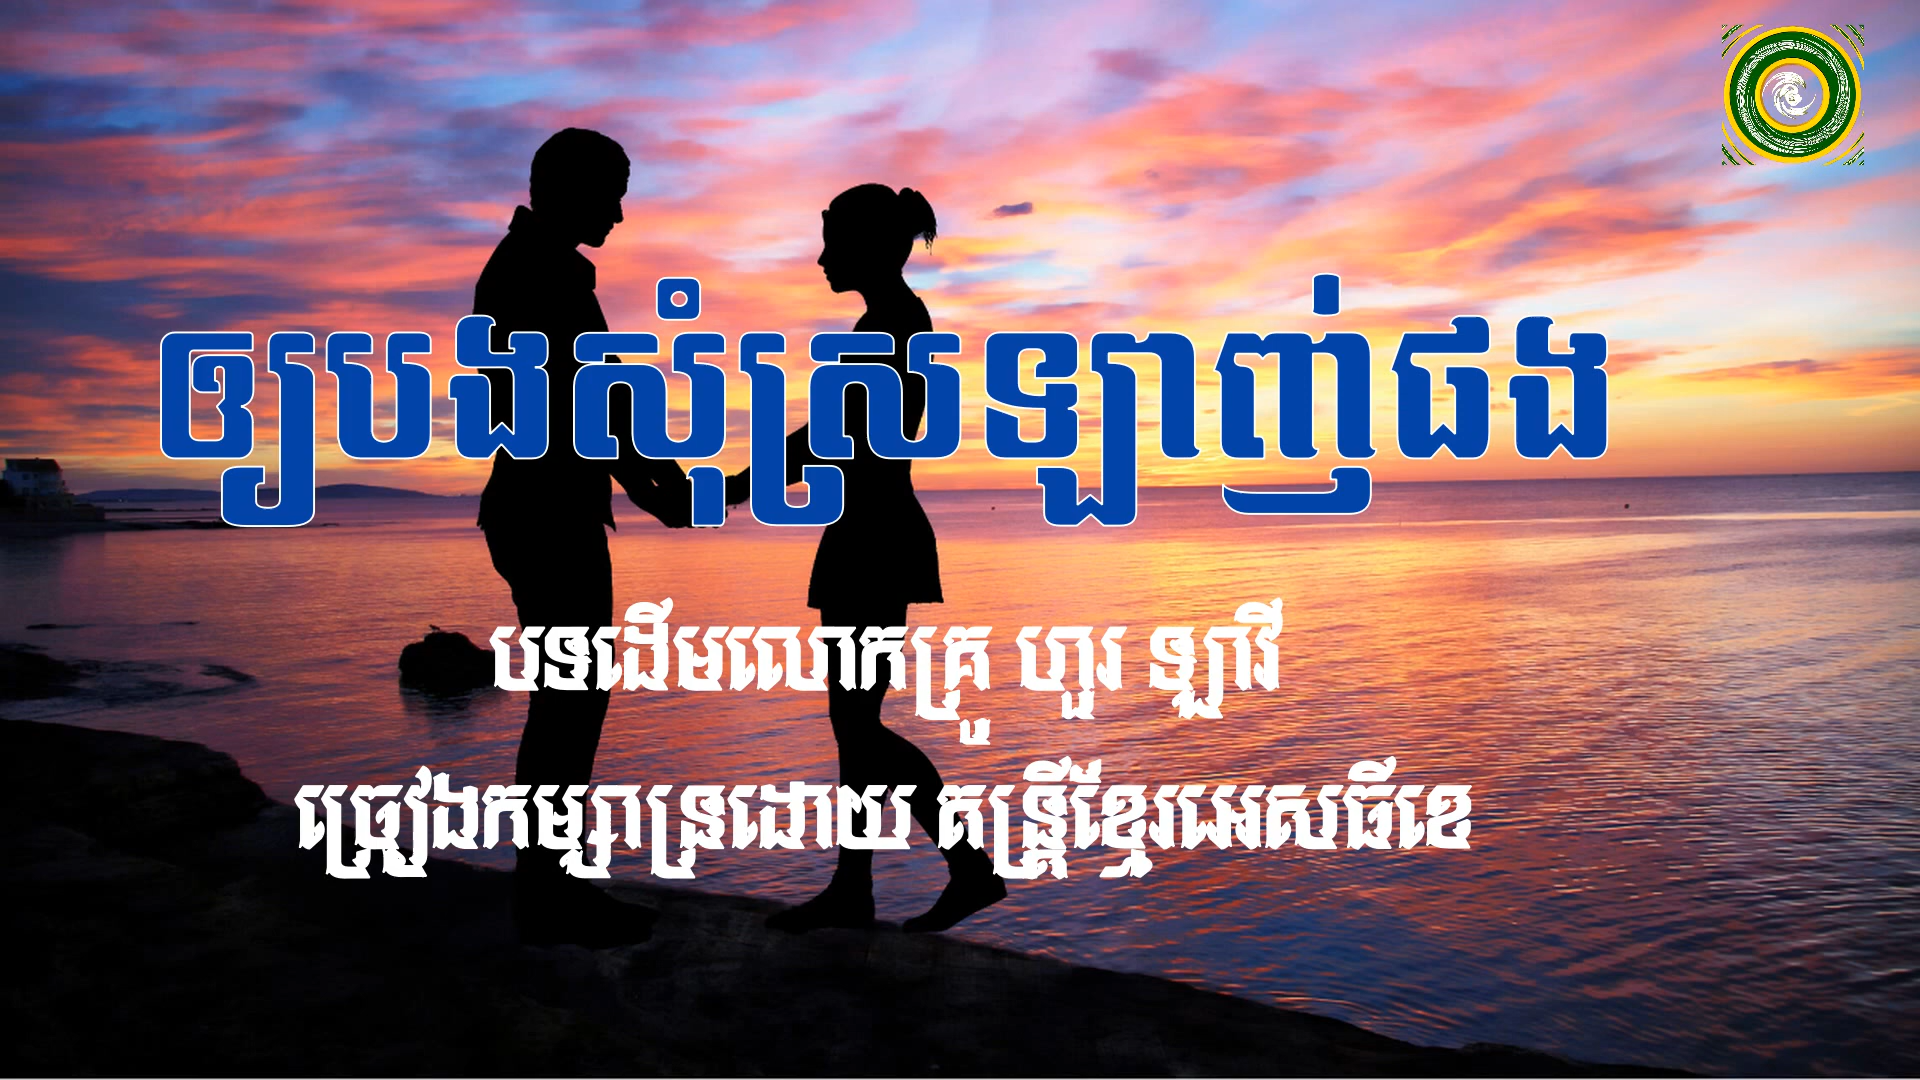 ឲ្យបងសុំស្រឡាញ់ផង
បទដើមលោកគ្រូ ហួរ ឡាវី
ច្រៀងកម្សាន្រដោយ តន្រ្តីខ្មែរអេសធីខេ